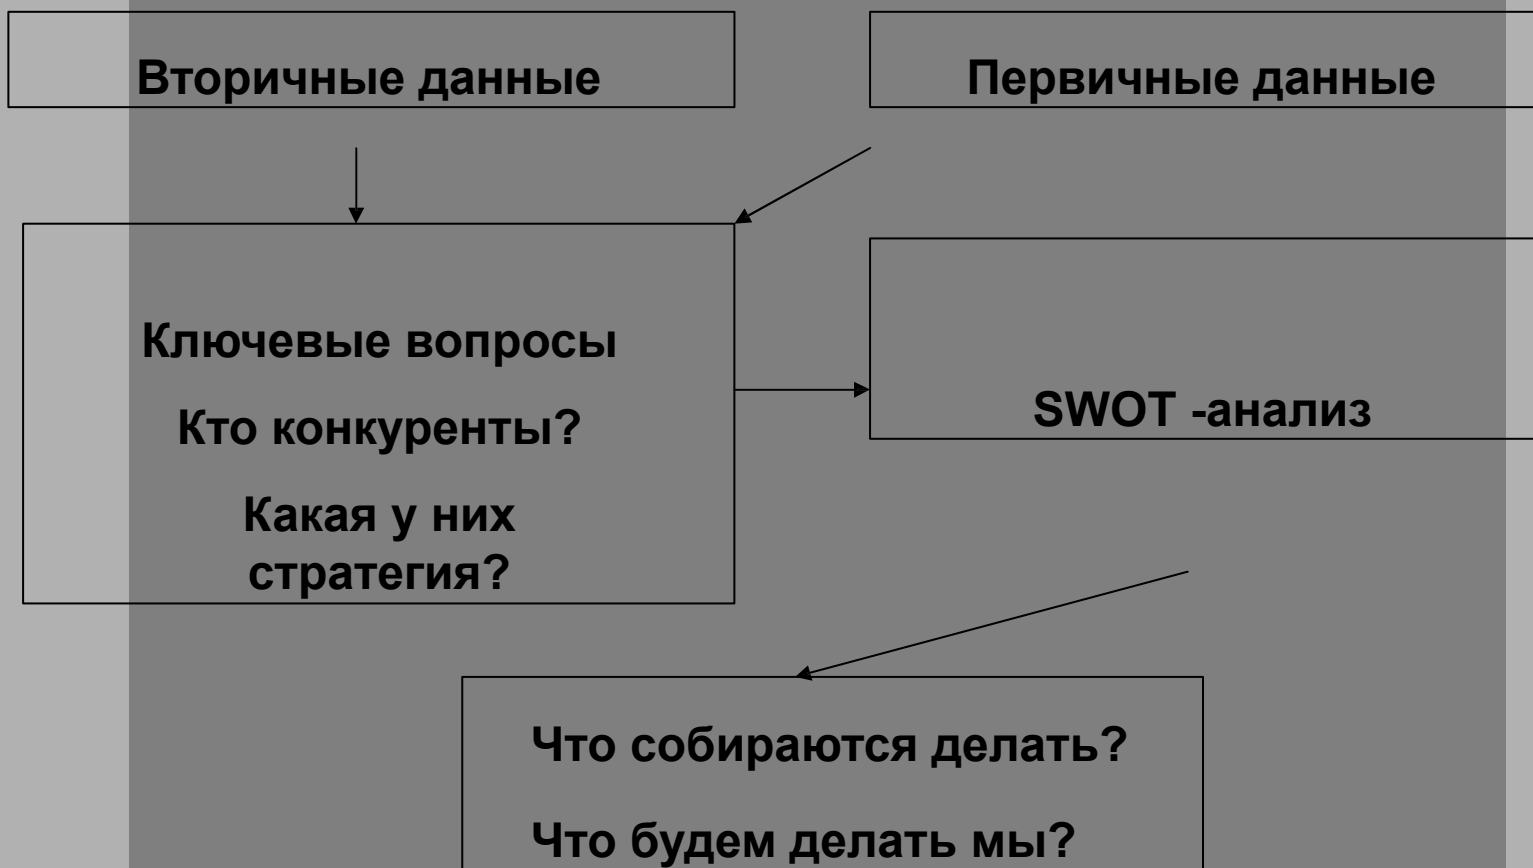 Вторичные данные
Первичные данные
Ключевые вопросы
Кто конкуренты?
Какая у них
стратегия?
SWOT -анализ
Что собираются делать?
Что будем делать мы?